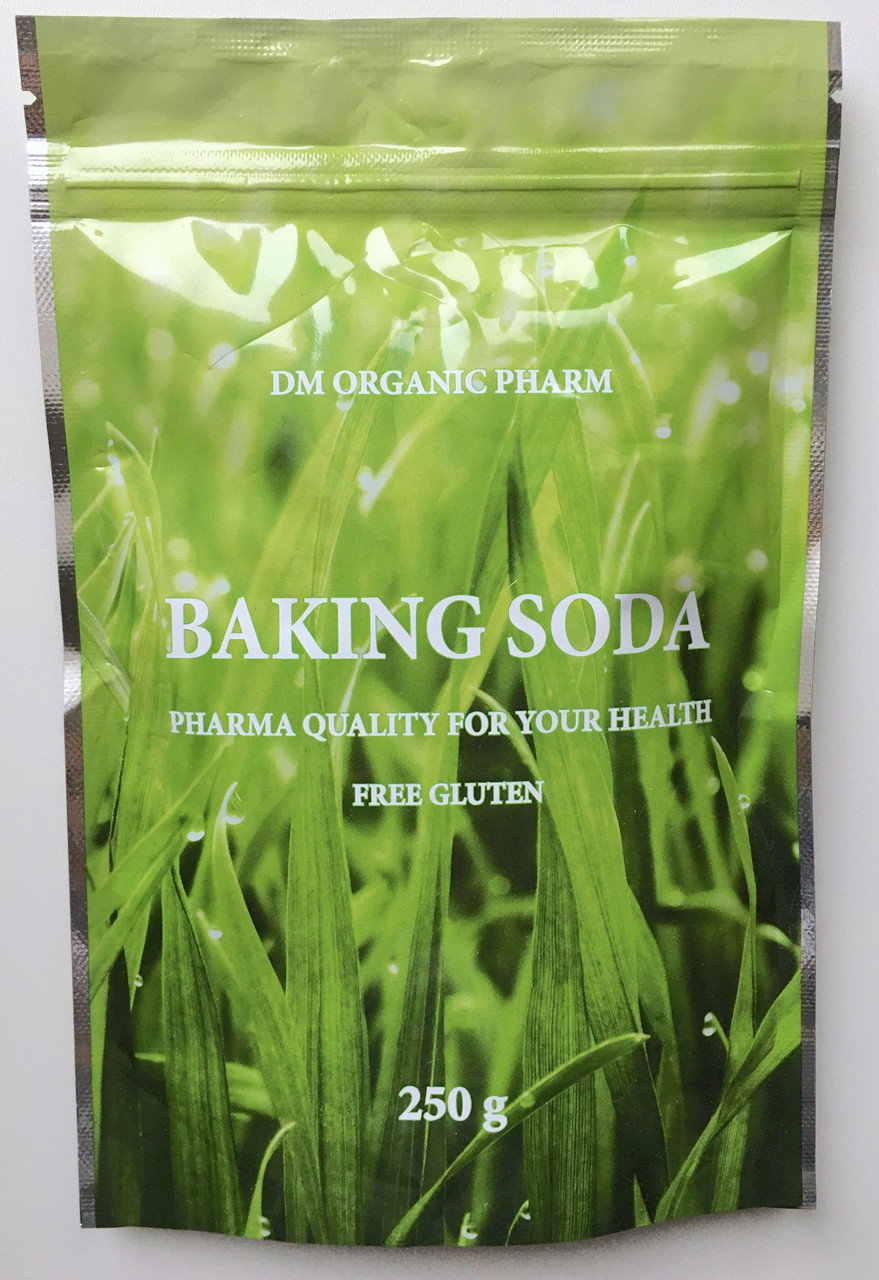 DM ORGANIC PHARM
BAKING SODA
PHARMA QUALITY FOR YOUR HEALTH
FREE GLUTEN
250 g